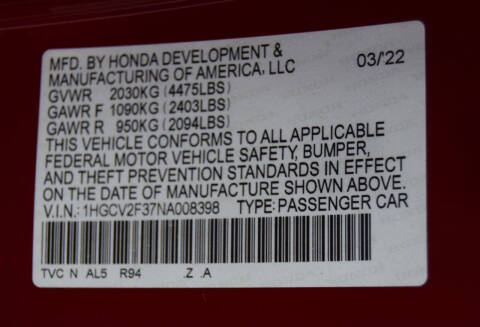 MFD. BY HONDA DEVELOPMENT &
MANUFACTURING OF AMERICA, LLC 03/22
GVWR 2030KG (4475LBS)
GAWR F 1090KG (2403LBS)
GAWR R 950KG (2094LBS)
THIS VEHICLE CONFORMS TO ALL APPLICABLE
FEDERAL MOTOR VEHICLE SAFETY, BUMPER,
AND THEFT PREVENTION STANDARDS IN EFFECT
ON THE DATE OF MANUFACTURE SHOWN ABOVE.
V.I.N.: 1HGCV2F37NA008398 TYPE: PASSENGER CAR
TVC N AL5 R94 .Z .A